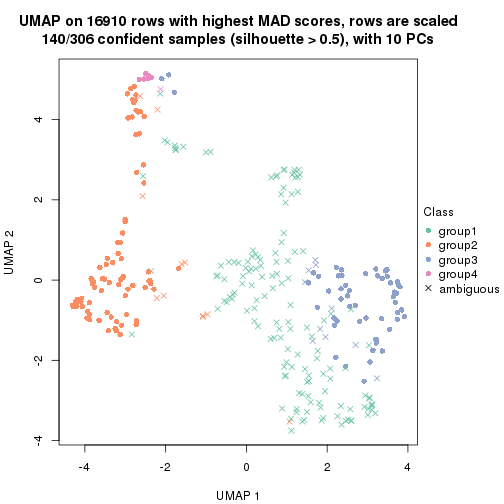 UMAP on 16910 rows with highest MAD scores, rows are scaled
140/306 confident samples (silhouette > 0.5), with 10 PCs
4
2
0
-2
-4
UMAP 2
-4
-2
0
2
4
UMAP 1
Class
group1
group2
group3
group4
ambiguous